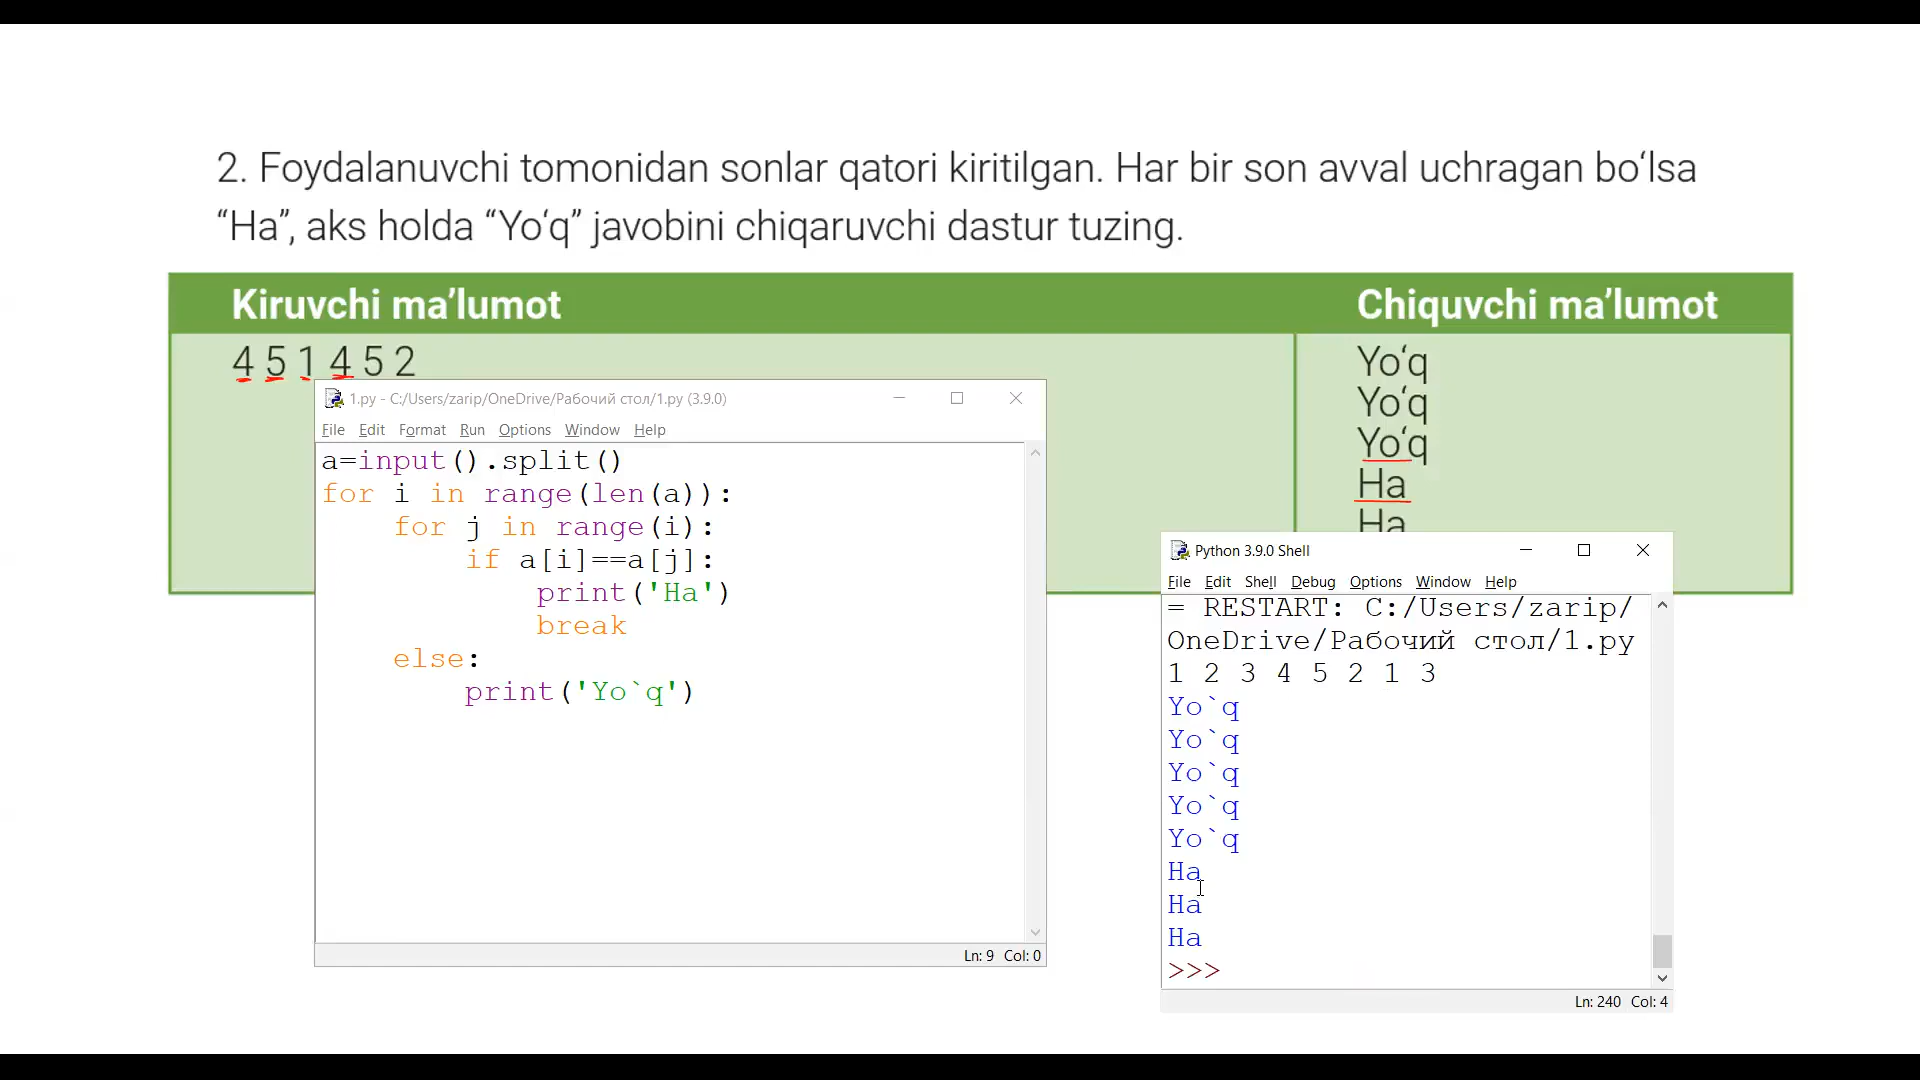 2. Foydalanuvchi tomonidan sonlar qatori kiritilgan. Har bir son avval uchragan bo‘lsa
“Ha”, aks holda “Yo‘q” javobini chiqaruvchi dastur tuzing.
Kiruvchi ma’lumot
Chiquvchi ma’lumot
4 5 1 4 5 2
Yo‘q
Yo‘q
Yo‘q
Ha
Ha
1.py - C:/Users/zarip/OneDrive/Рабочий стол/1.py (3.9.0)
File Edit Format Run Options Window Help
a=input().split()
for i in range(len(a)):
    for j in range(i):
        if a[i]==a[j]:
            print('Ha')
            break
    else:
        print('Yo`q')
Ln: 9 Col: 0
Python 3.9.0 Shell
File Edit Shell Debug Options Window Help
= RESTART: C:/Users/zarip/
OneDrive/Рабочий стол/1.py
1 2 3 4 5 2 1 3
Yo`q
Yo`q
Yo`q
Yo`q
Yo`q
Ha
Ha
Ha
>>>
Ln: 240 Col: 4